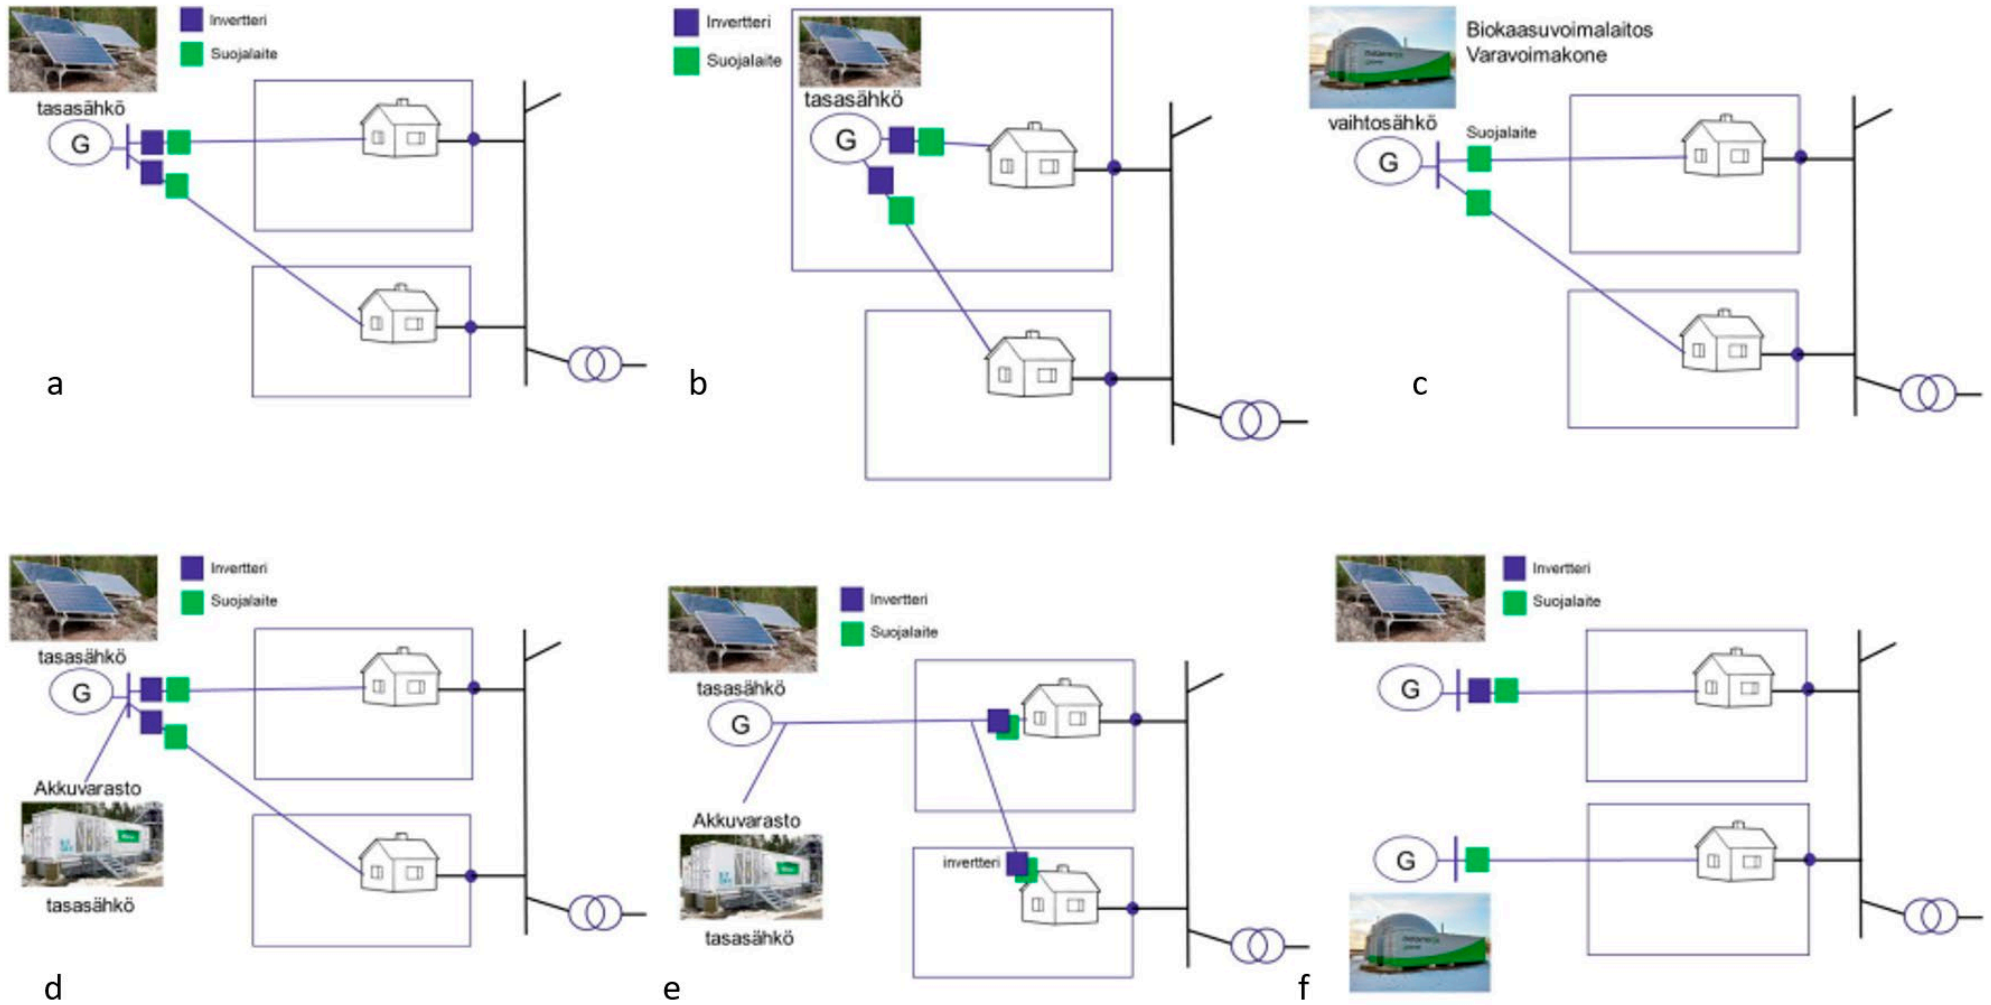 Invertteri
Suojalaite
tasasähkö
G
a
Invertteri
Suojalaite
tasasähkö
G
b
Biokaasuvoimalaitos
Varavoimakone
vaihtosähkö
Suojalaite
G
c
Invertteri
Suojalaite
tasasähkö
G
Akkuvarasto
tasasähkö
d
Invertteri
Suojalaite
tasasähkö
G
Akkuvarasto
invertteri
tasasähkö
e
Invertteri
Suojalaite
G
G
f